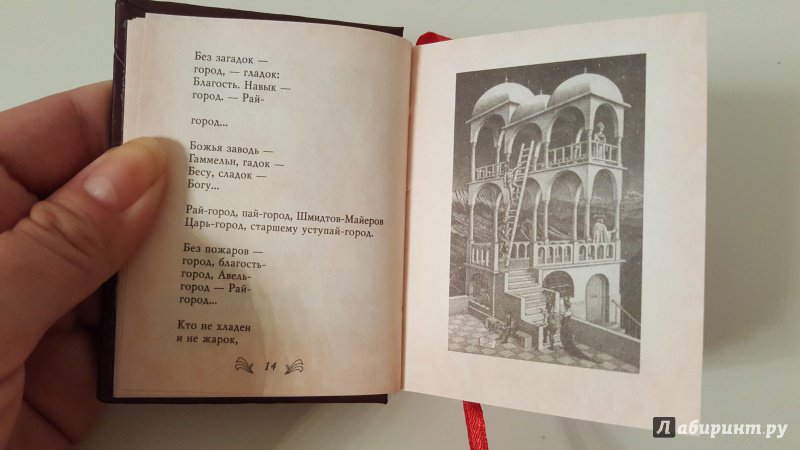 Без загадок —
город, — гладок:
Благость. Навык —
город. — Рай-
город...
Божья заводь —
Гаммельн, гадок —
Бесу, сладок —
Богу...
Рай-город, пай-город, Шмидтов-Майеров
Царь-город, старшему уступай-город.
Без пожаров —
город, благость-
город, Авель-
город — Рай-
город...
Кто не хладен
и не жарок,
14
Лабиринт.ру